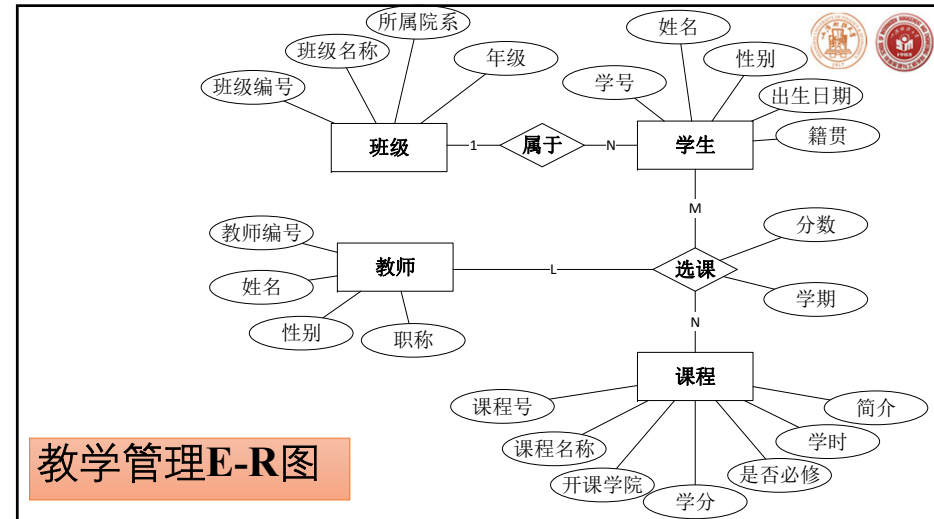 所属院系
姓名
班级名称
年级
性别
班级编号
学号
出生日期
班级
1
属于
N
学生
籍贯
M
教师编号
分数
教师
L
选课
姓名
学期
性别
职称
N
课程
课程号
简介
课程名称
学时
开课学院
是否必修
学分
教学管理E-R图